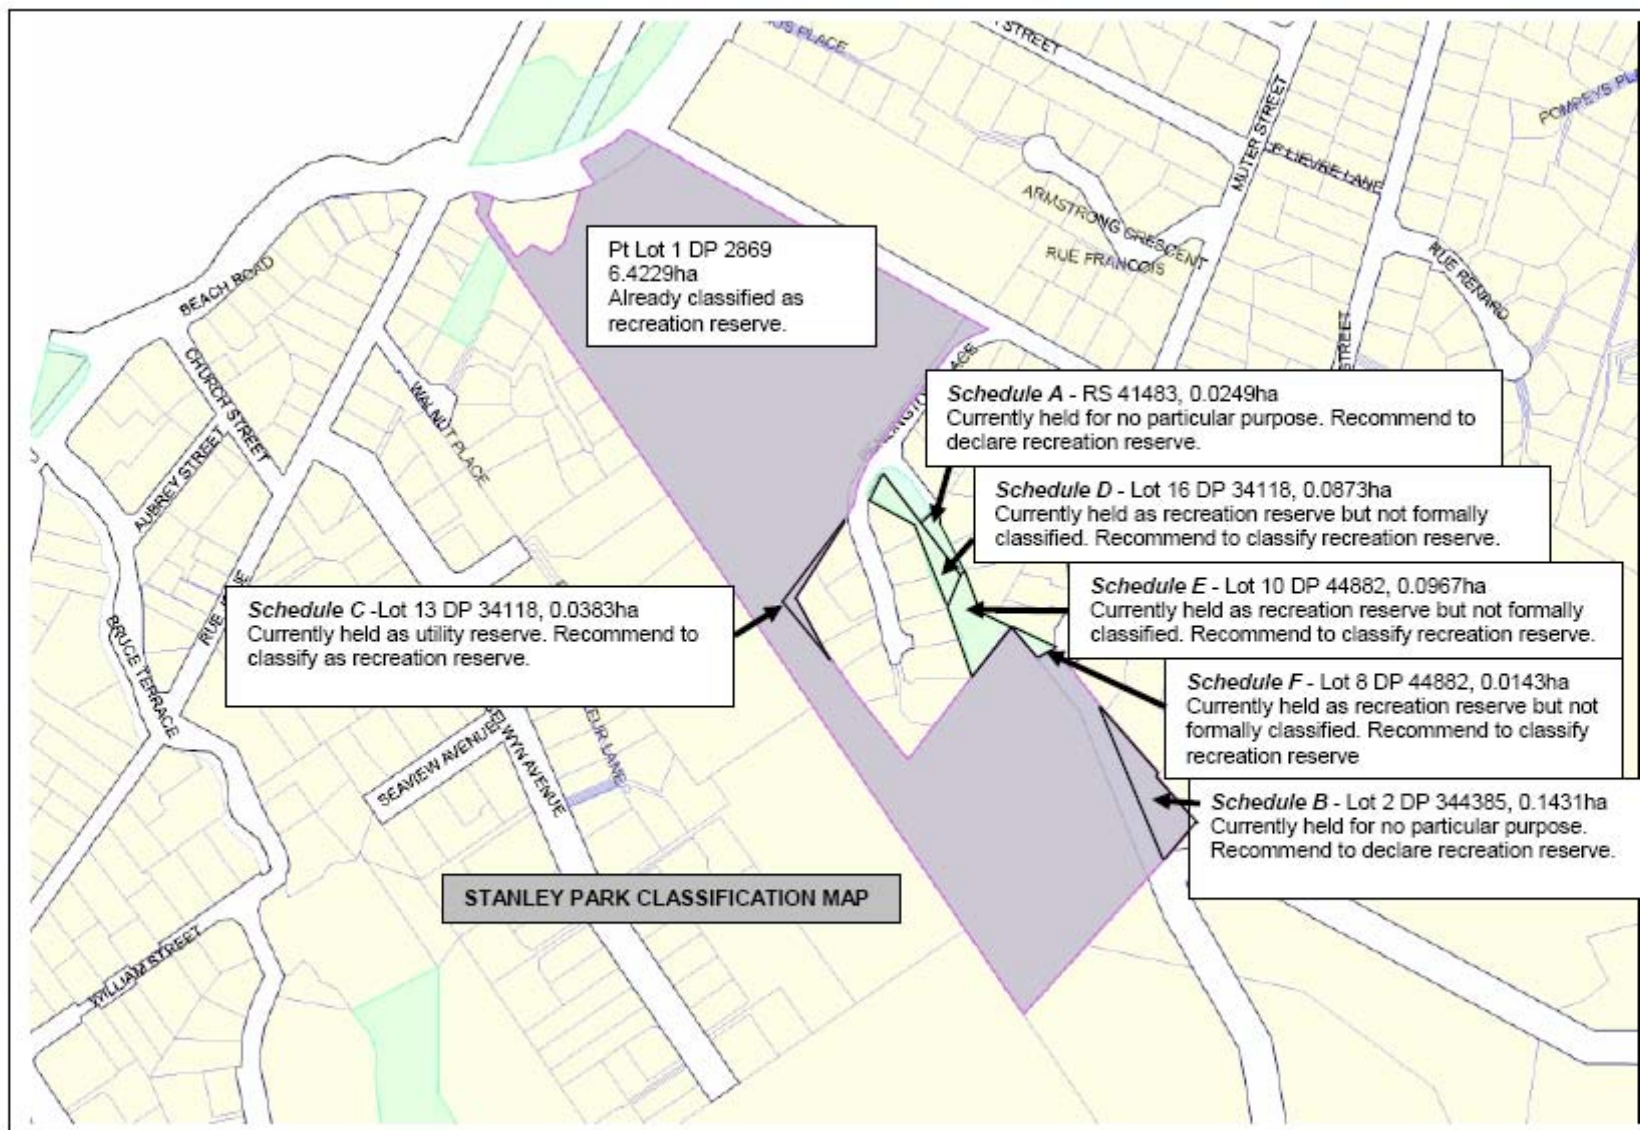 STREET
POMPEYS
MUTER STREET
LIEVRE LANE
ARMSTRONG CRESCENT
RUE FRANCOIS
RUE RENARD
STREET
BEACH ROAD
CHURCH STREET
AUBREY STREET
WALNUT PLACE
Pt Lot 1 DP 2869
6.4229ha
Already classified as
recreation reserve.
Schedule A - RS 41483, 0.0249ha
Currently held for no particular purpose. Recommend to
declare recreation reserve.
Schedule D - Lot 16 DP 34118, 0.0873ha
Currently held as recreation reserve but not formally
classified. Recommend to classify recreation reserve.
Schedule E - Lot 10 DP 44882, 0.0967ha
Currently held as recreation reserve but not formally
classified. Recommend to classify recreation reserve.
Schedule C -Lot 13 DP 34118, 0.0383ha
Currently held as utility reserve. Recommend to
classify as recreation reserve.
Schedule F - Lot 8 DP 44882, 0.0143ha
Currently held as recreation reserve but not
formally classified. Recommend to classify
recreation reserve
Schedule B - Lot 2 DP 344385, 0.1431ha
Currently held for no particular purpose.
Recommend to declare recreation reserve.
RUE
BRUCE TERRACE
SEAVIEW AVENUE
SELWYN AVENUE
LANE
WILLIAM STREET
STANLEY PARK CLASSIFICATION MAP